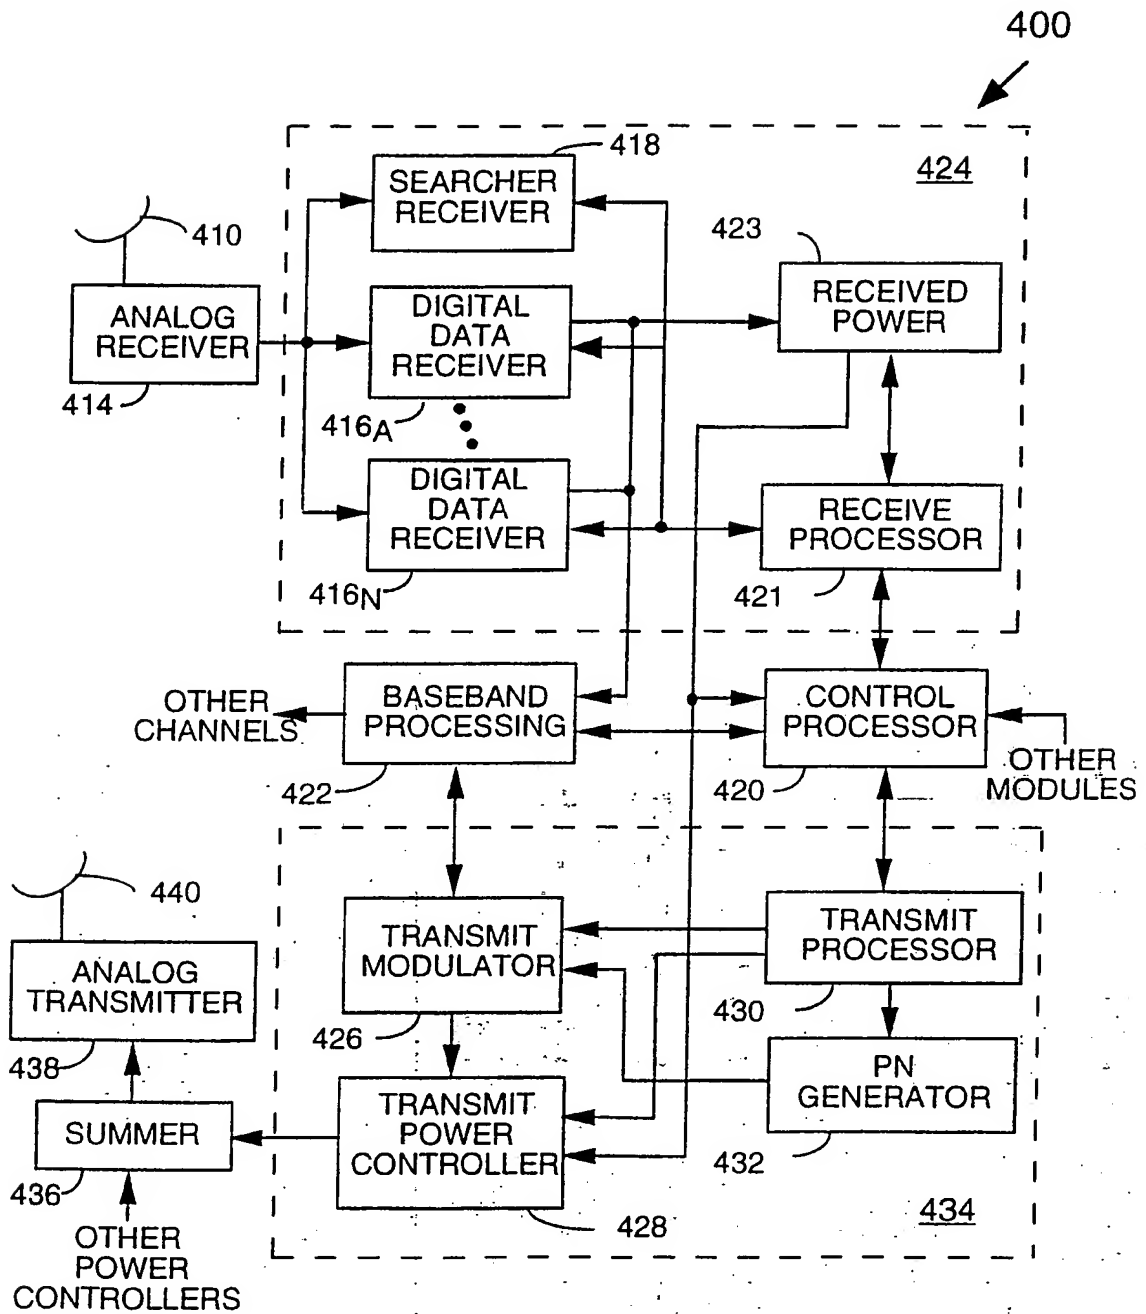 400
418
SEARCHER
RECEIVER
424
410
423
ANALOG
RECEIVER
DIGITAL
DATA
RECEIVER
RECEIVED
POWER
414
416A
DIGITAL
DATA
RECEIVER
RECEIVE
PROCESSOR
416N
421
OTHER
CHANNELS
BASEBAND
PROCESSING
CONTROL
PROCESSOR
422
420
OTHER
MODULES
440
TRANSMIT
MODULATOR
TRANSMIT
PROCESSOR
ANALOG
TRANSMITTER
426
430
438
TRANSMIT
POWER
CONTROLLER
PN
GENERATOR
SUMMER
432
436
428
434
OTHER
POWER
CONTROLLERS